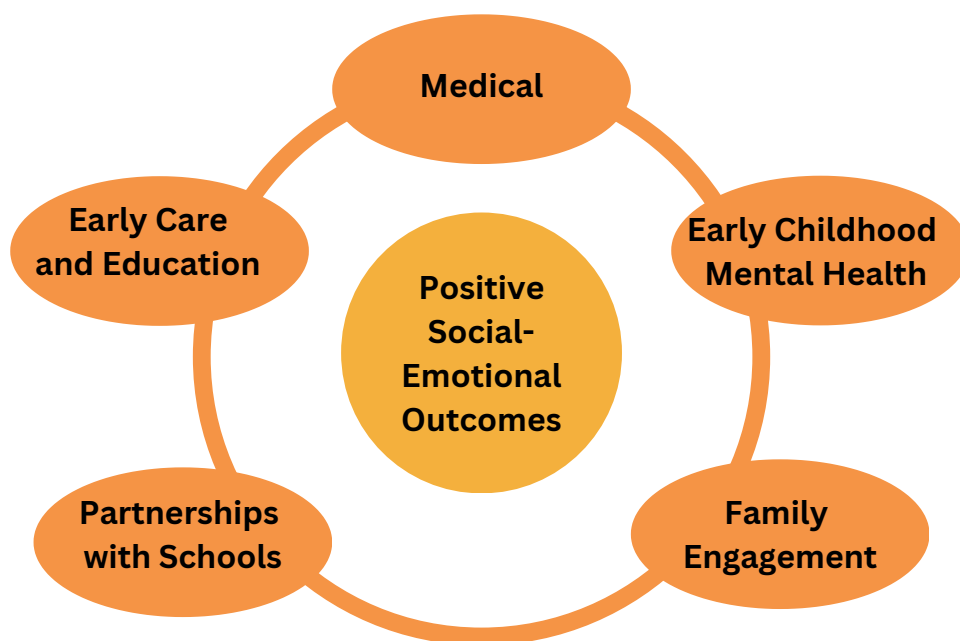 Medical
Early Care
and Education
Early Childhood
Mental Health
Positive
Social-
Emotional
Outcomes
Partnerships
with Schools
Family
Engagement